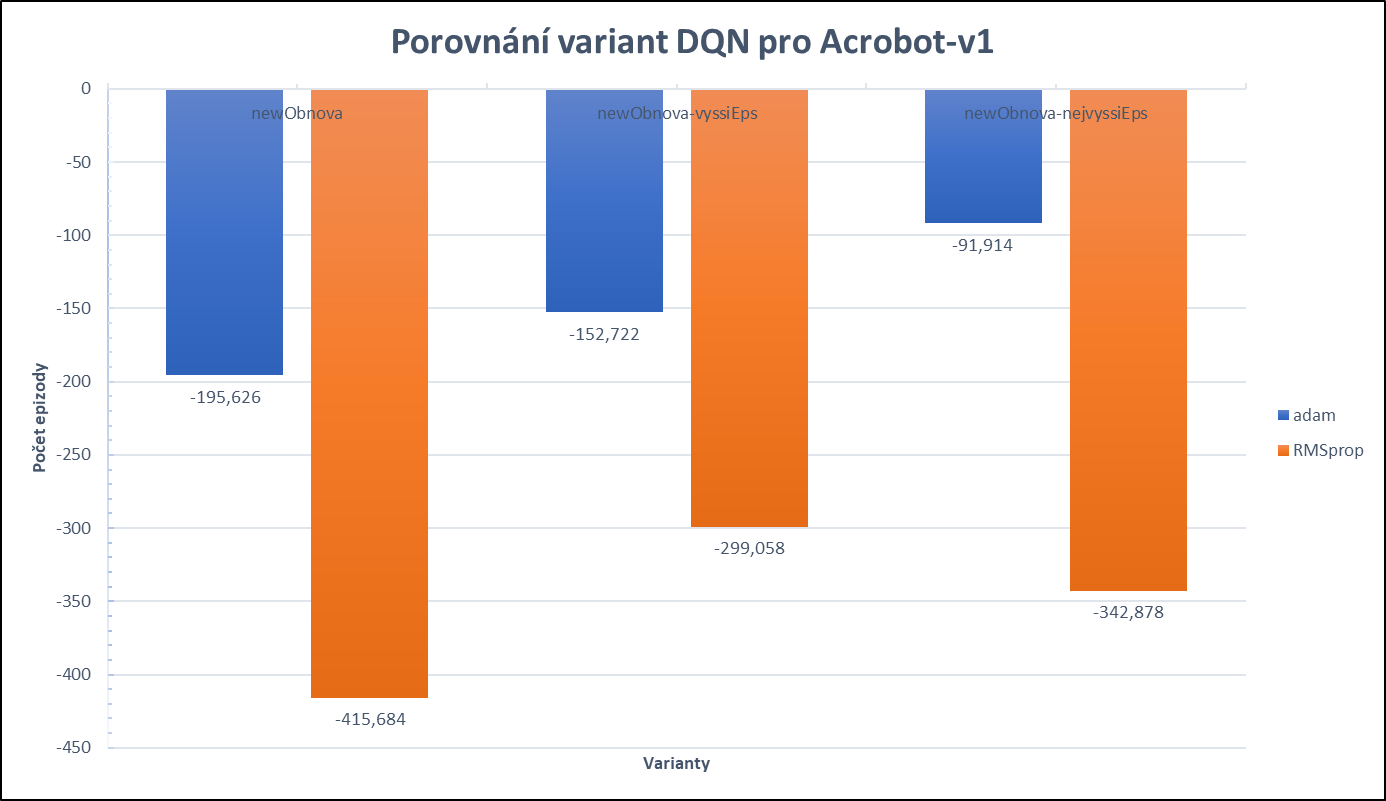 Porovnání variant DQN pro Acrobot-v1
0
-50
-100
-150
-200
-250
-300
-350
-400
-450
Počet epizody
newObnova
newObnova-vyssiEps
newObnova-nejvyssiEps
-195,626
-415,684
-152,722
-299,058
-91,914
-342,878
Varianty
adam
RMSprop